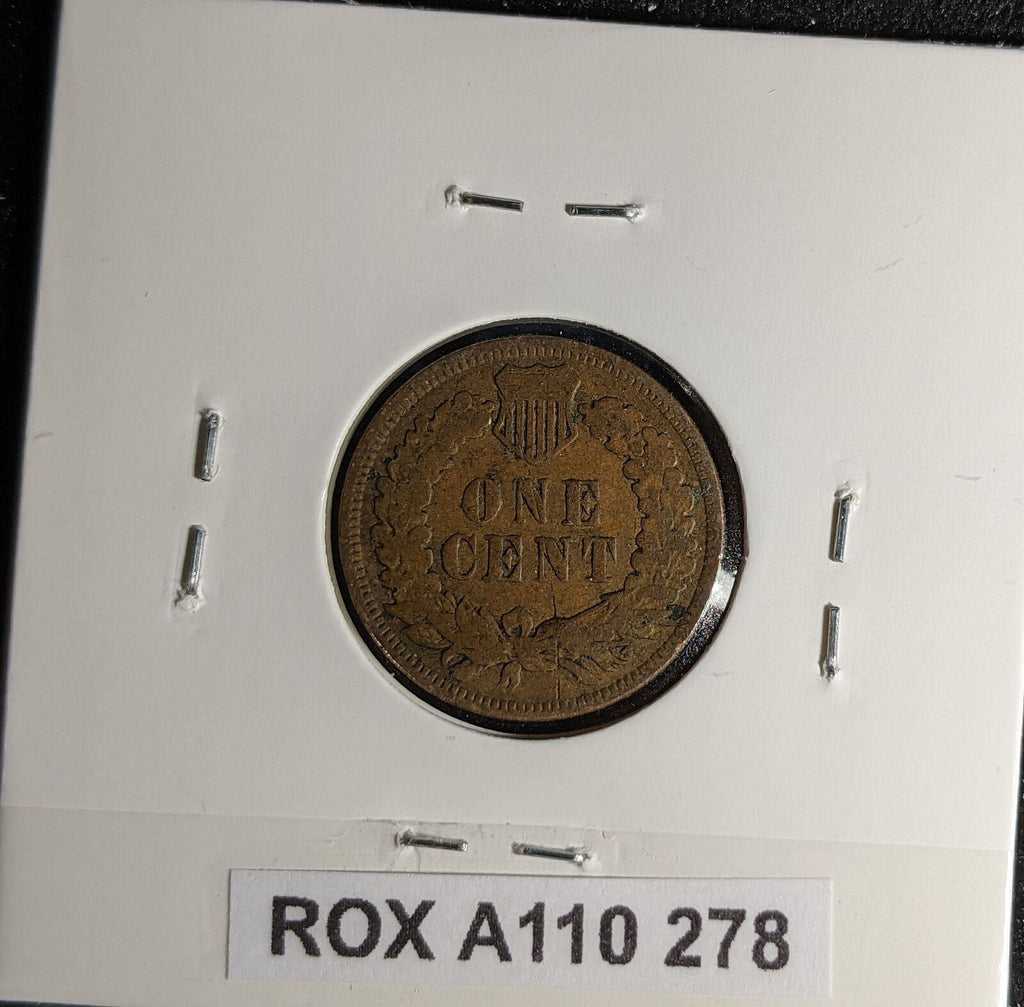 ONE
CENT
ROX A110 278